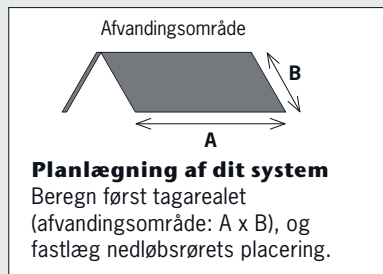 Afvandingsområde
B
A
Planlægning af dit system
Beregn først tagarealet
(afvandingsområde: A x B), og
fastlæg nedløbsrørets placering.